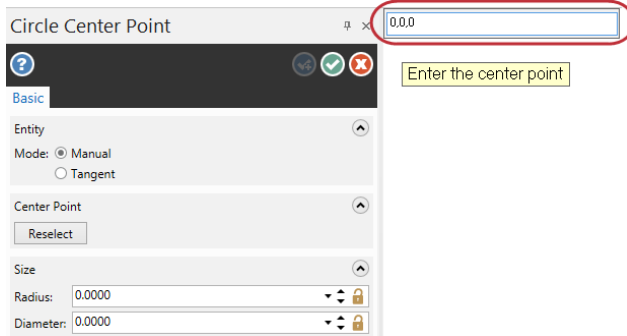 Circle Center Point
0,0,0
Enter the center point
Basic
Entity
Mode: Manual
Tangent
Center Point
Reselect
Size
Radius: 0.0000
Diameter: 0.0000